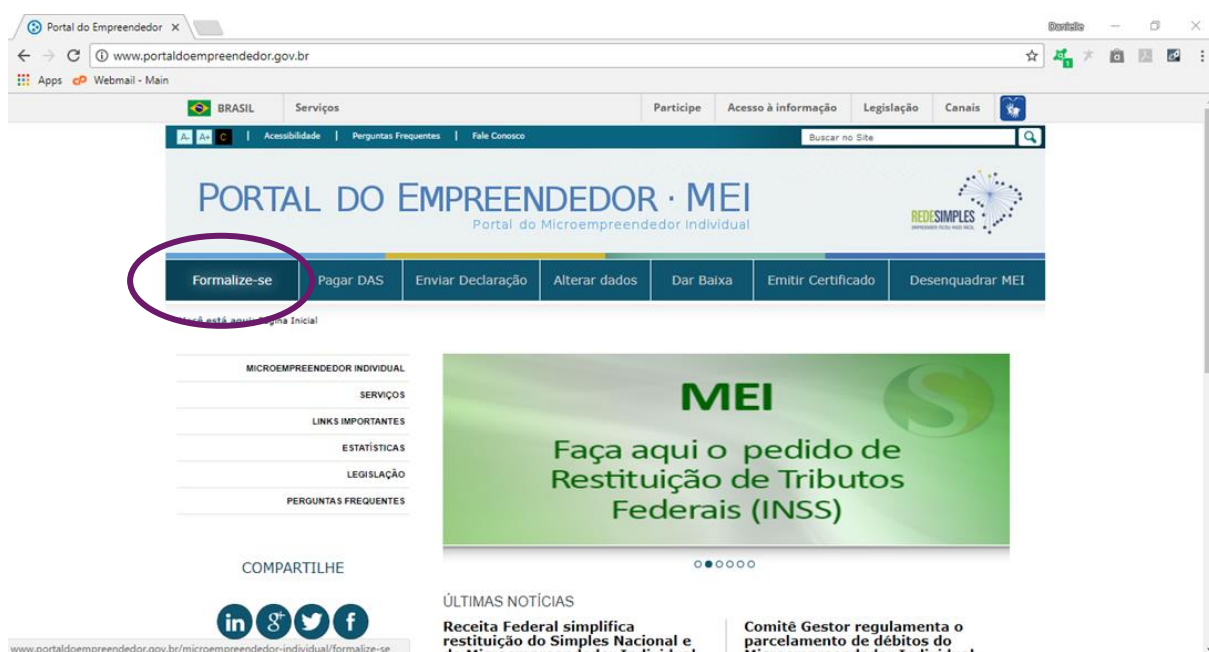 Portal do Empreendedor
Danielle
www.portaldoempreendedor.gov.br
Apps Webmail - Main
BRASIL Serviços Participe Acesso à informação Legislação Canais
A- A+ C | Acessibilidade | Perguntas Frequentes | Fale Conosco Buscar no Site
PORTAL DO EMPREENDEDOR · MEI
Portal do Microempreendedor Individual
REDESIMPLES
Formalize-se Pagar DAS Enviar Declaração Alterar dados Dar Baixa Emitir Certificado Desenquadrar MEI
Você está aqui: Página Inicial
MICROEMPREENDEDOR INDIVIDUAL
SERVIÇOS
LINKS IMPORTANTES
ESTATÍSTICAS
LEGISLAÇÃO
PERGUNTAS FREQUENTES
MEI
Faça aqui o pedido de
Restituição de Tributos
Federais (INSS)
COMPARTILHE
ÚLTIMAS NOTÍCIAS
Receita Federal simplifica
restituição do Simples Nacional e
Comitê Gestor regulamenta o
parcelamento de débitos do
www.portaldoempreendedor.gov.br/microempreendedor-individual/formalize-se